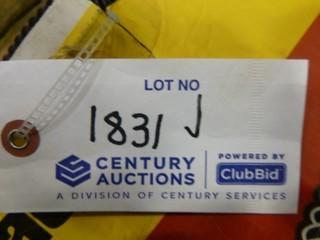 LOT NO
1831 J
CENTURY
AUCTIONS
POWERED BY
ClubBid
A DIVISION OF CENTURY SERVICES